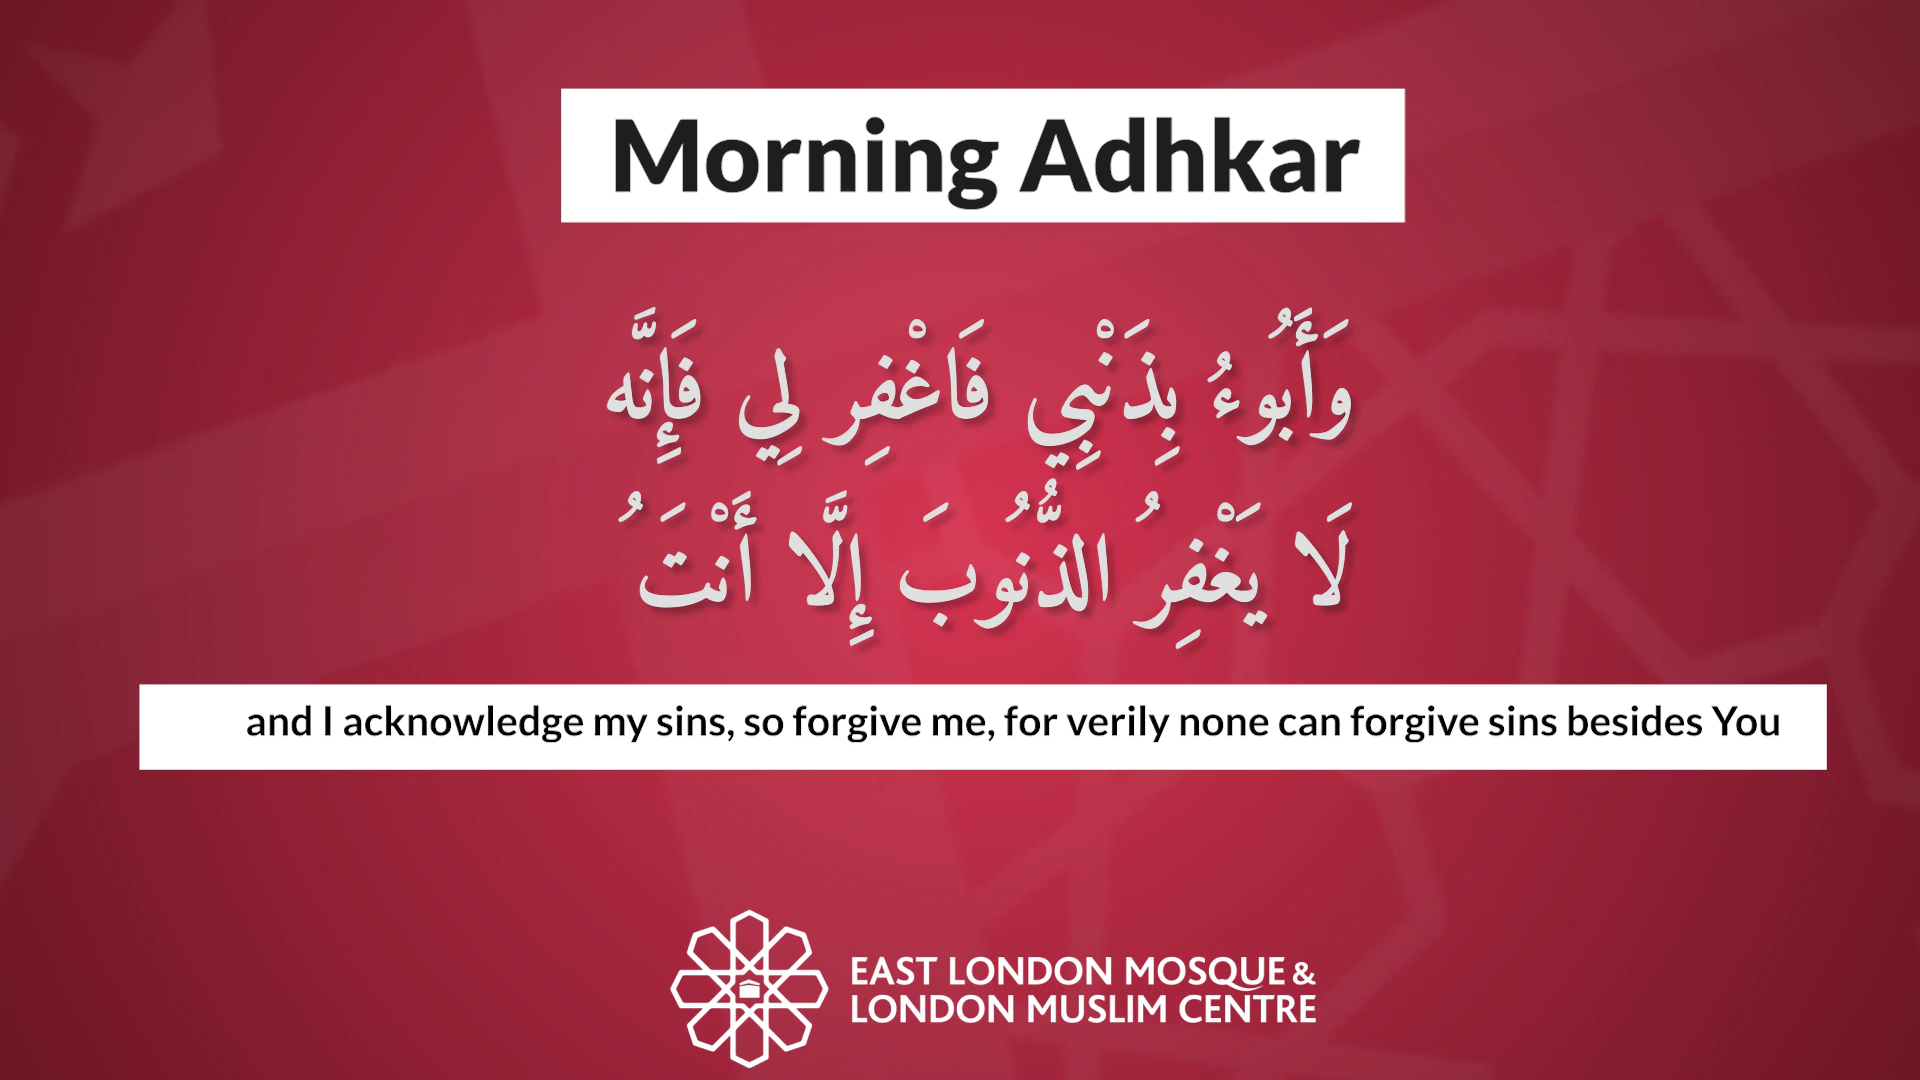 Morning Adhkar
وَأَُبُوءُ بِذَنْبِي فَاغْفِر لِي فَإِنَّه
لَا يَغْفِرُ الذُّنُوبَ إِلَّا أَنْتَ ُ
and I acknowledge my sins, so forgive me, for verily none can forgive sins besides You
EAST LONDON MOSQUE &
LONDON MUSLIM CENTRE